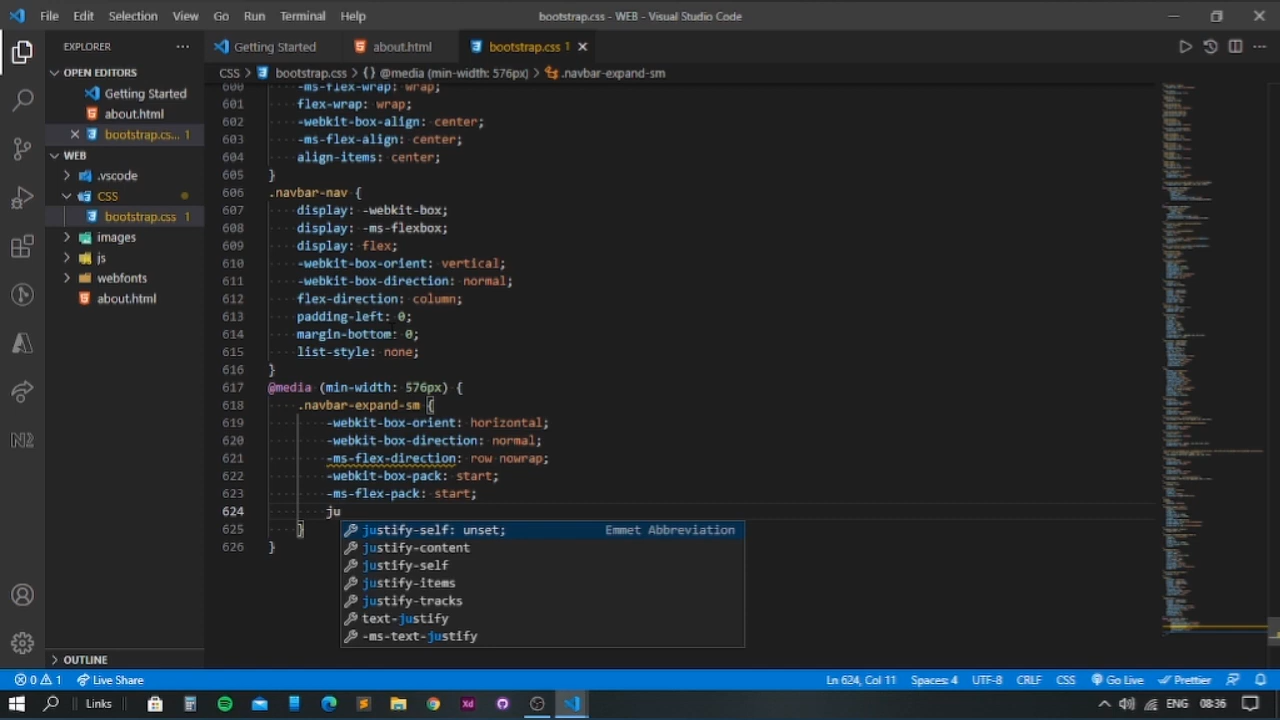 File Edit Selection View Go Run Terminal Help bootstrap.css - WEB - Visual Studio Code
EXPLORER ··· Getting Started about.html bootstrap.css 1
OPEN EDITORS
Getting Started
about.html
bootstrap.cs... 1
WEB
.vscode
CSS
bootstrap.css 1
images
js
webfonts
about.html
OUTLINE
CSS > bootstrap.css > {} @media (min-width: 576px) > .navbar-expand-sm
600 -ms-flex-wrap: wrap;
601 flex-wrap: wrap;
602 -webkit-box-align: center;
603 -ms-flex-align: center;
604 align-items: center;
605 }
606 .navbar-nav {
607 display: -webkit-box;
608 display: -ms-flexbox;
609 display: flex;
610 -webkit-box-orient: vertical;
611 -webkit-box-direction: normal;
612 flex-direction: column;
613 padding-left: 0;
614 margin-bottom: 0;
615 list-style: none;
616 }
617 @media (min-width: 576px) {
618 .navbar-expand-sm {
619 -webkit-box-orient: horizontal;
620 -webkit-box-direction: normal;
621 -ms-flex-direction: row nowrap;
622 -webkit-box-pack: start;
623 -ms-flex-pack: start;
624 ju
625 }
626 }
justify-self: unset; Emmet Abbreviation
justify-content
justify-self
justify-items
justify-tracks
text-justify
-ms-text-justify
0 1 Live Share Ln 624, Col 11 Spaces: 4 UTF-8 CRLF CSS Go Live Prettier
Links ENG 08:36